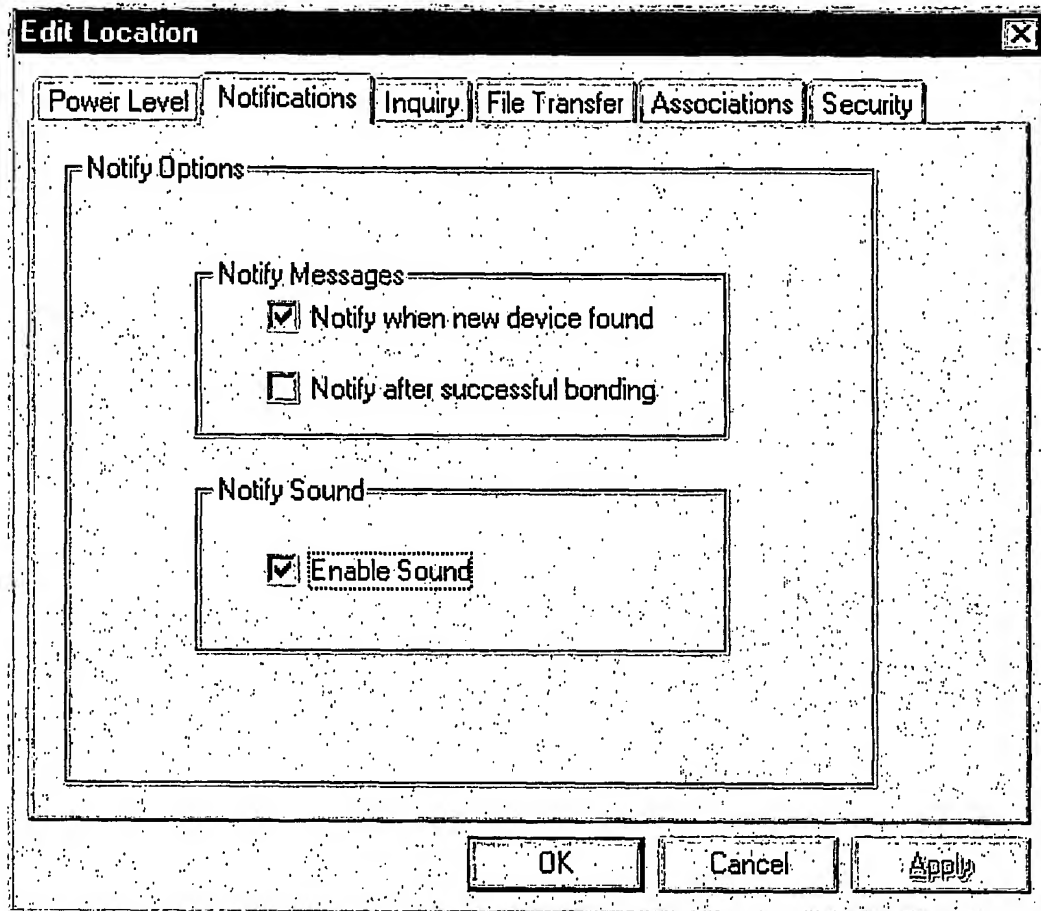 Edit Location
Power Level Notifications Inquiry File Transfer Associations Security
Notify Options
Notify Messages
Notify when new device found
Notify after successful bonding
Notify Sound
Enable Sound
OK Cancel Apply